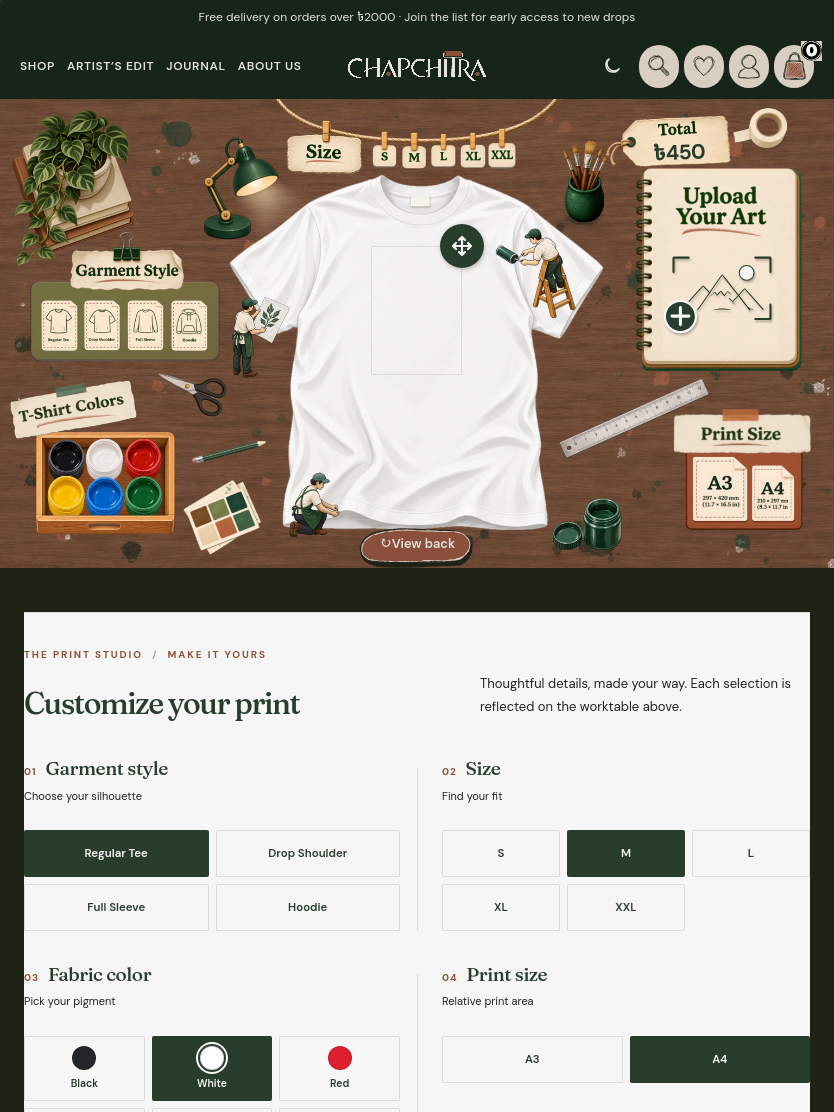 Free delivery on orders over ৳2000 · Join the list for early access to new drops
SHOP ARTIST'S EDIT JOURNAL ABOUT US
CHAPCHITRA
0
Size
S M L XL XXL
Total
৳450
Upload
Your Art
Garment Style
Regular Tee Drop Shoulder Full Sleeve Hoodie
T-Shirt Colors
Print Size
A3
297 × 420 mm
(11.7 × 16.5 in)
A4
210 × 297 mm
(8.3 × 11.7 in
↻View back
THE PRINT STUDIO / MAKE IT YOURS
Customize your print
Thoughtful details, made your way. Each selection is
reflected on the worktable above.
01 Garment style
Choose your silhouette
Regular Tee Drop Shoulder
Full Sleeve Hoodie
02 Size
Find your fit
S M L
XL XXL
03 Fabric color
Pick your pigment
Black White Red
04 Print size
Relative print area
A3 A4